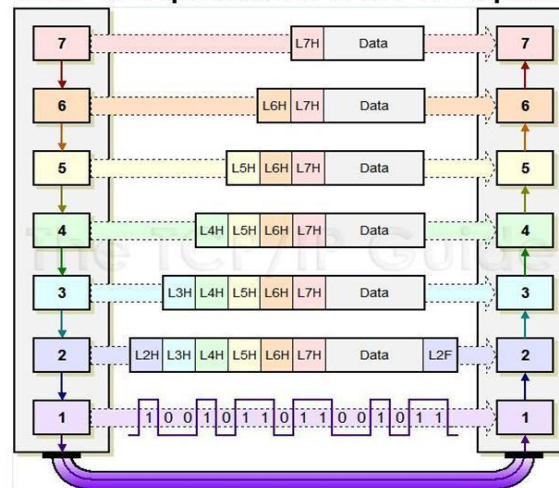 7 L7H Data 7
6 L6H L7H Data 6
5 L5H L6H L7H Data 5
4 L4H L5H L6H L7H Data 4
The TCP/IP Guide
3 L3H L4H L5H L6H L7H Data 3
2 L2H L3H L4H L5H L6H L7H Data L2F 2
1 1 0 0 1 0 1 1 0 1 1 0 0 1 0 1 1 1